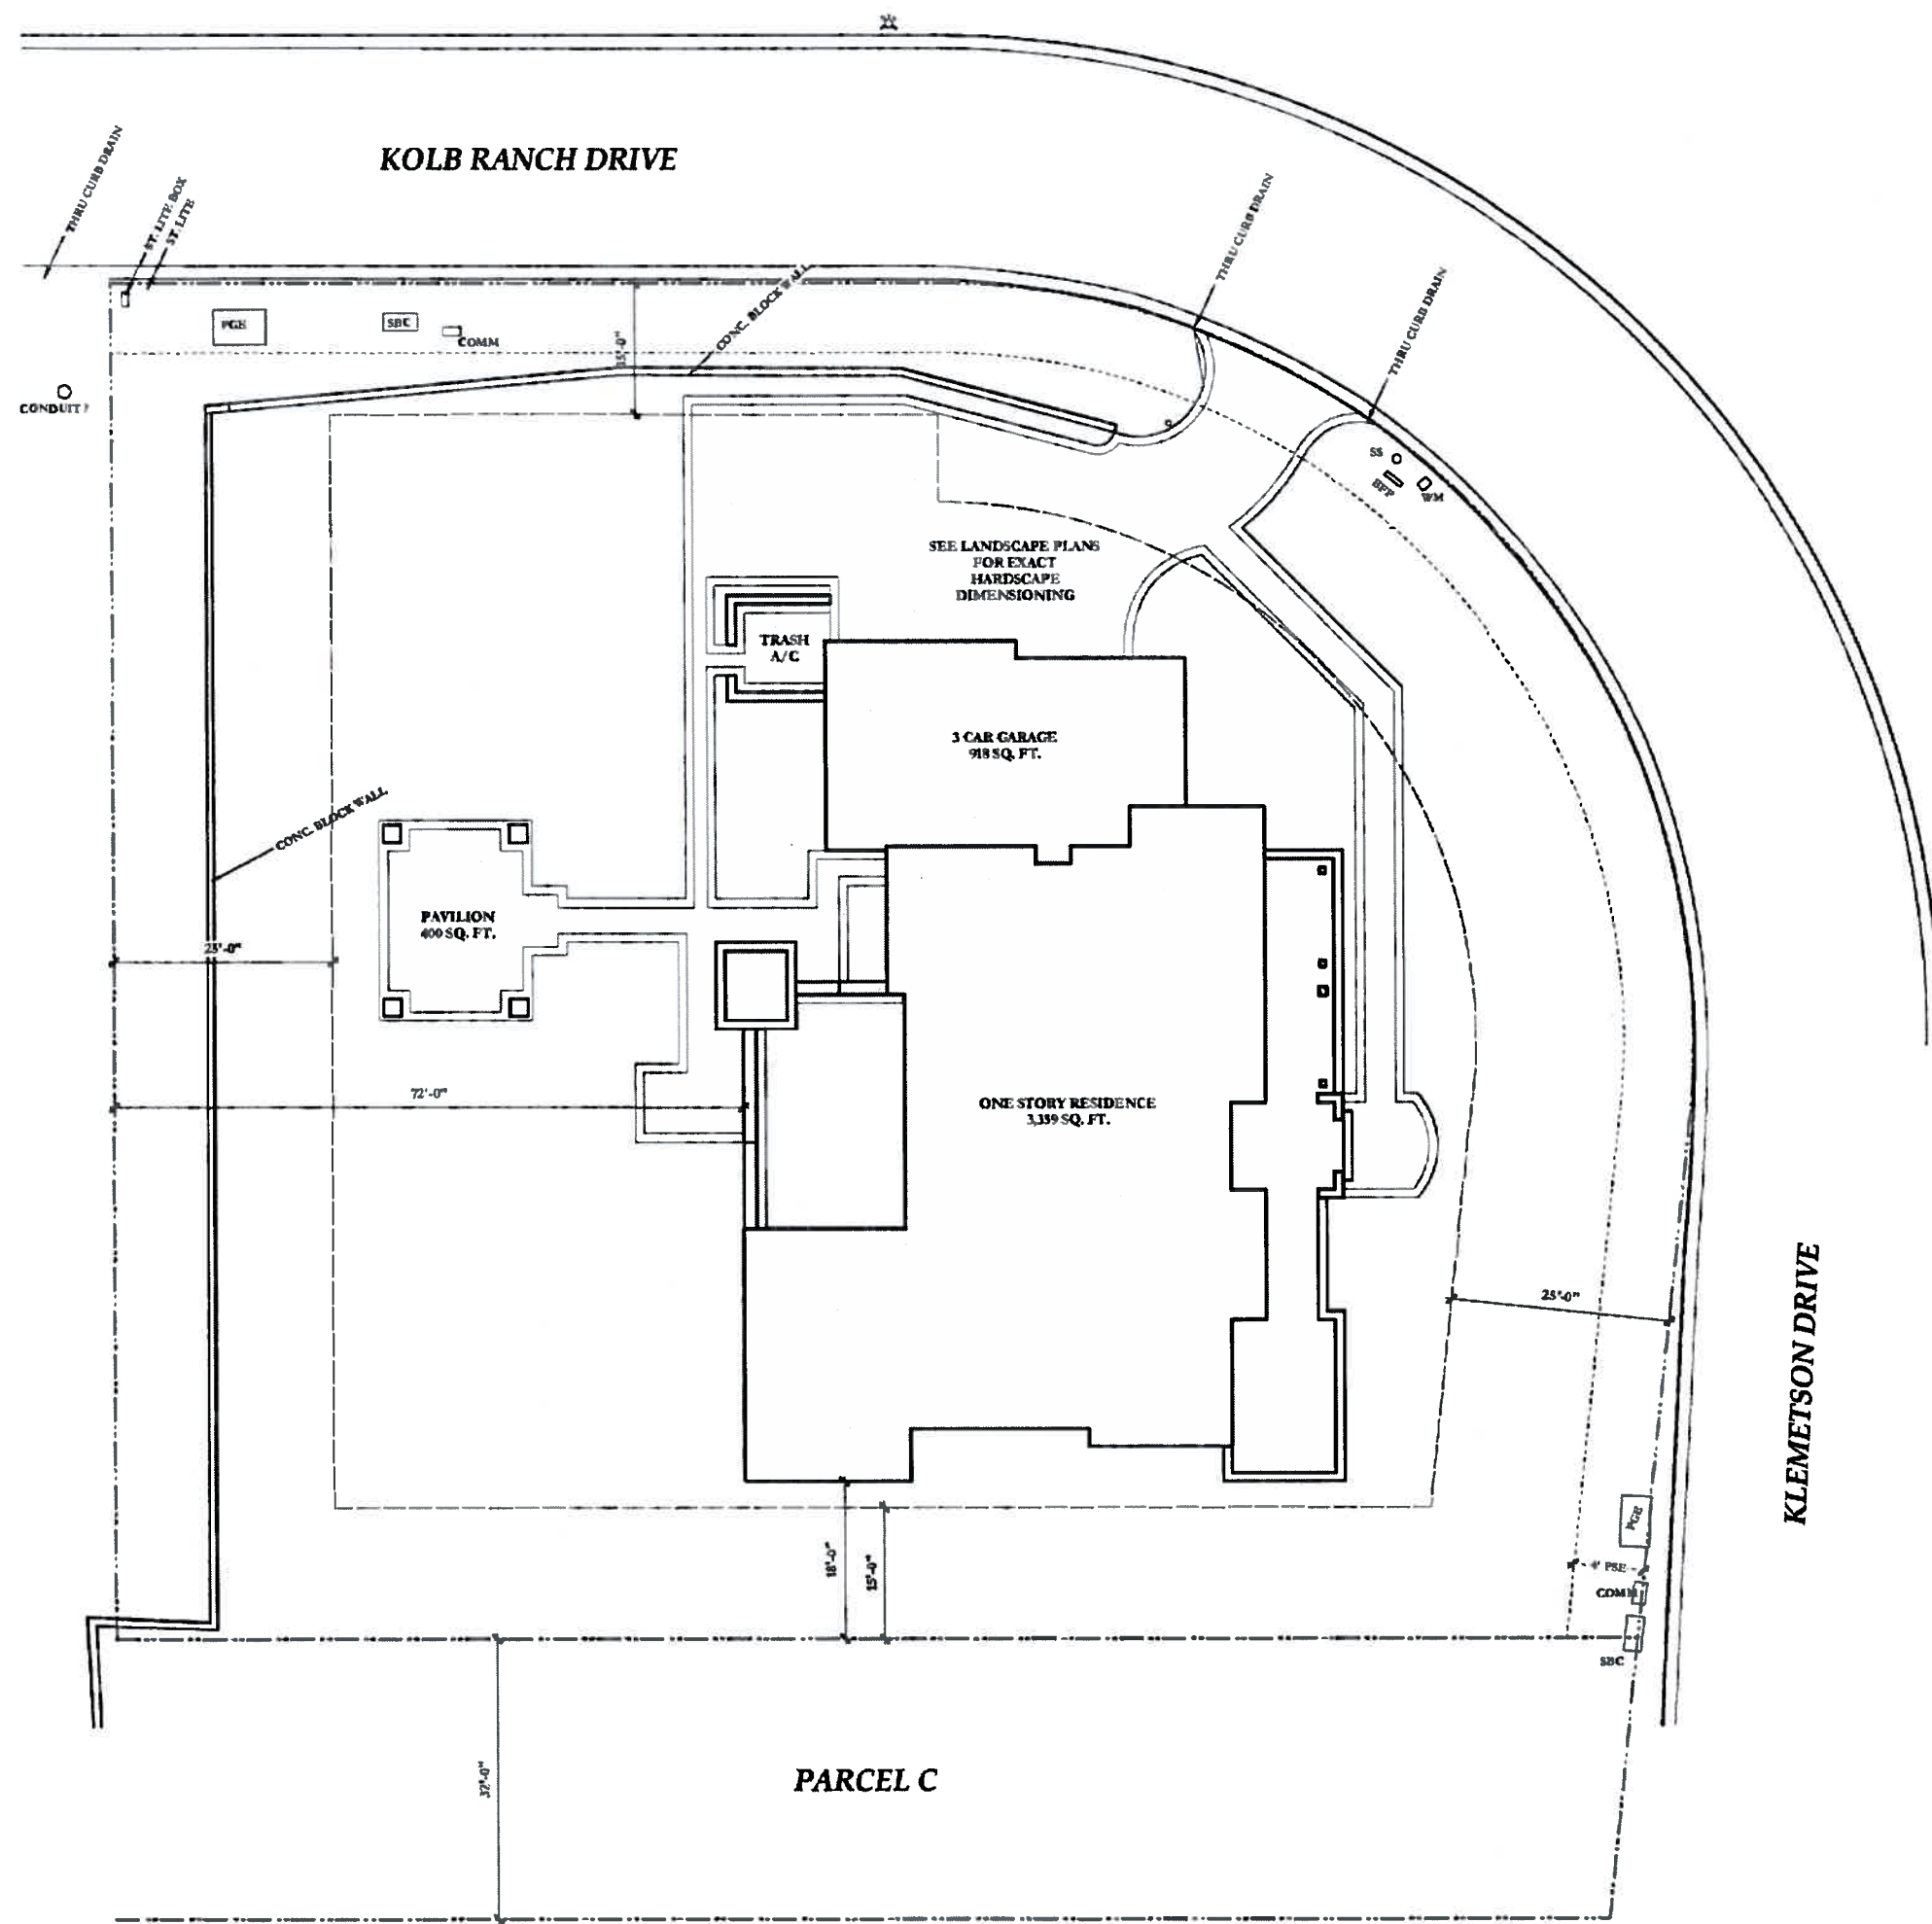 KOLB RANCH DRIVE
THRU CURB DRAIN
ST. LITE BOX
ST. LITE
THRU CURB DRAIN
THRU CURB DRAIN
CONC. BLOCK WALL
PGE
SBC
COMM
15'-0"
CONDUIT?
SS
BFP
WM
SEE LANDSCAPE PLANS
FOR EXACT
HARDSCAPE
DIMENSIONING
TRASH
A/C
3 CAR GARAGE
918 SQ. FT.
CONC. BLOCK WALL
PAVILION
400 SQ. FT.
25'-0"
72'-0"
ONE STORY RESIDENCE
3,359 SQ. FT.
25'-0"
KLEMETSON DRIVE
PGE
PSE
COMM
SBC
18'-0"
15'-0"
32'-0"
PARCEL C